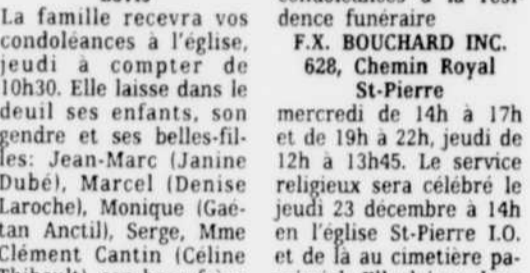 La famille recevra vos
condoléances à l'église,
jeudi à compter de
10h30. Elle laisse dans le
deuil ses enfants, son
gendre et ses belles-fil-
les: Jean-Marc (Janine
Dubé), Marcel (Denise
Laroche), Monique (Gaé-
tan Anctil), Serge, Mme
Clément Cantin (Céline
dence funéraire
F.X. BOUCHARD INC.
628, Chemin Royal
St-Pierre
mercredi de 14h à 17h
et de 19h à 22h, jeudi de
12h à 13h45. Le service
religieux sera célébré le
jeudi 23 décembre à 14h
en l'église St-Pierre I.O.
et de là au cimetière pa-